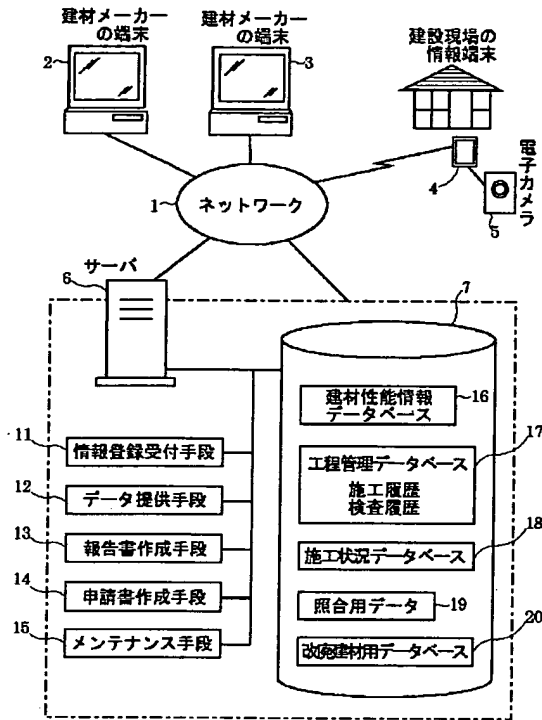 建材メーカー
の端末
2
建材メーカー
の端末
3
建設現場の
情報端末
4
電子カメラ
5
1
ネットワーク
サーバ
6
7
建材性能情報
データベース
16
11
情報登録受付手段
工程管理データベース
施工履歴
検査履歴
17
12
データ提供手段
13
報告書作成手段
施工状況データベース
18
14
申請書作成手段
照合用データ
19
15
メンテナンス手段
改廃建材用データベース
20